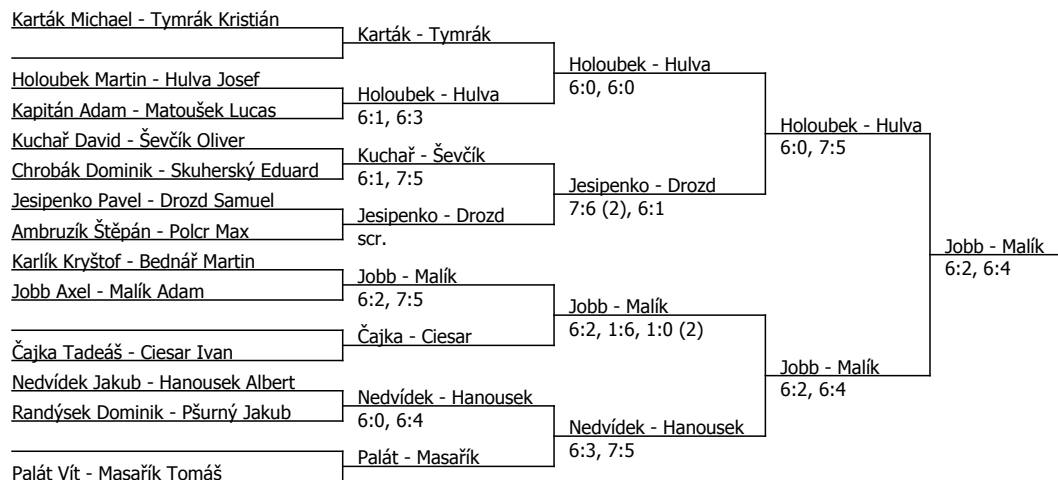 Karták Michael - Tymrák Kristián
Holoubek Martin - Hulva Josef
Kapitán Adam - Matoušek Lucas
Kuchař David - Ševčík Oliver
Chrobák Dominik - Skuherský Eduard
Jesipenko Pavel - Drozd Samuel
Ambruzík Štěpán - Polcr Max
Karlík Kryštof - Bednář Martin
Jobb Axel - Malík Adam
Čajka Tadeáš - Ciesar Ivan
Nedvídek Jakub - Hanousek Albert
Randýsek Dominik - Pšurný Jakub
Palát Vít - Masařík Tomáš
Karták - Tymrák
Holoubek - Hulva
6:1, 6:3
Kuchař - Ševčík
6:1, 7:5
Jesipenko - Drozd
scr.
Jobb - Malík
6:2, 7:5
Čajka - Ciesar
Nedvídek - Hanousek
6:0, 6:4
Palát - Masařík
Holoubek - Hulva
6:0, 6:0
Jesipenko - Drozd
7:6 (2), 6:1
Jobb - Malík
6:2, 1:6, 1:0 (2)
Nedvídek - Hanousek
6:3, 7:5
Holoubek - Hulva
6:0, 7:5
Jobb - Malík
6:2, 6:4
Jobb - Malík
6:2, 6:4